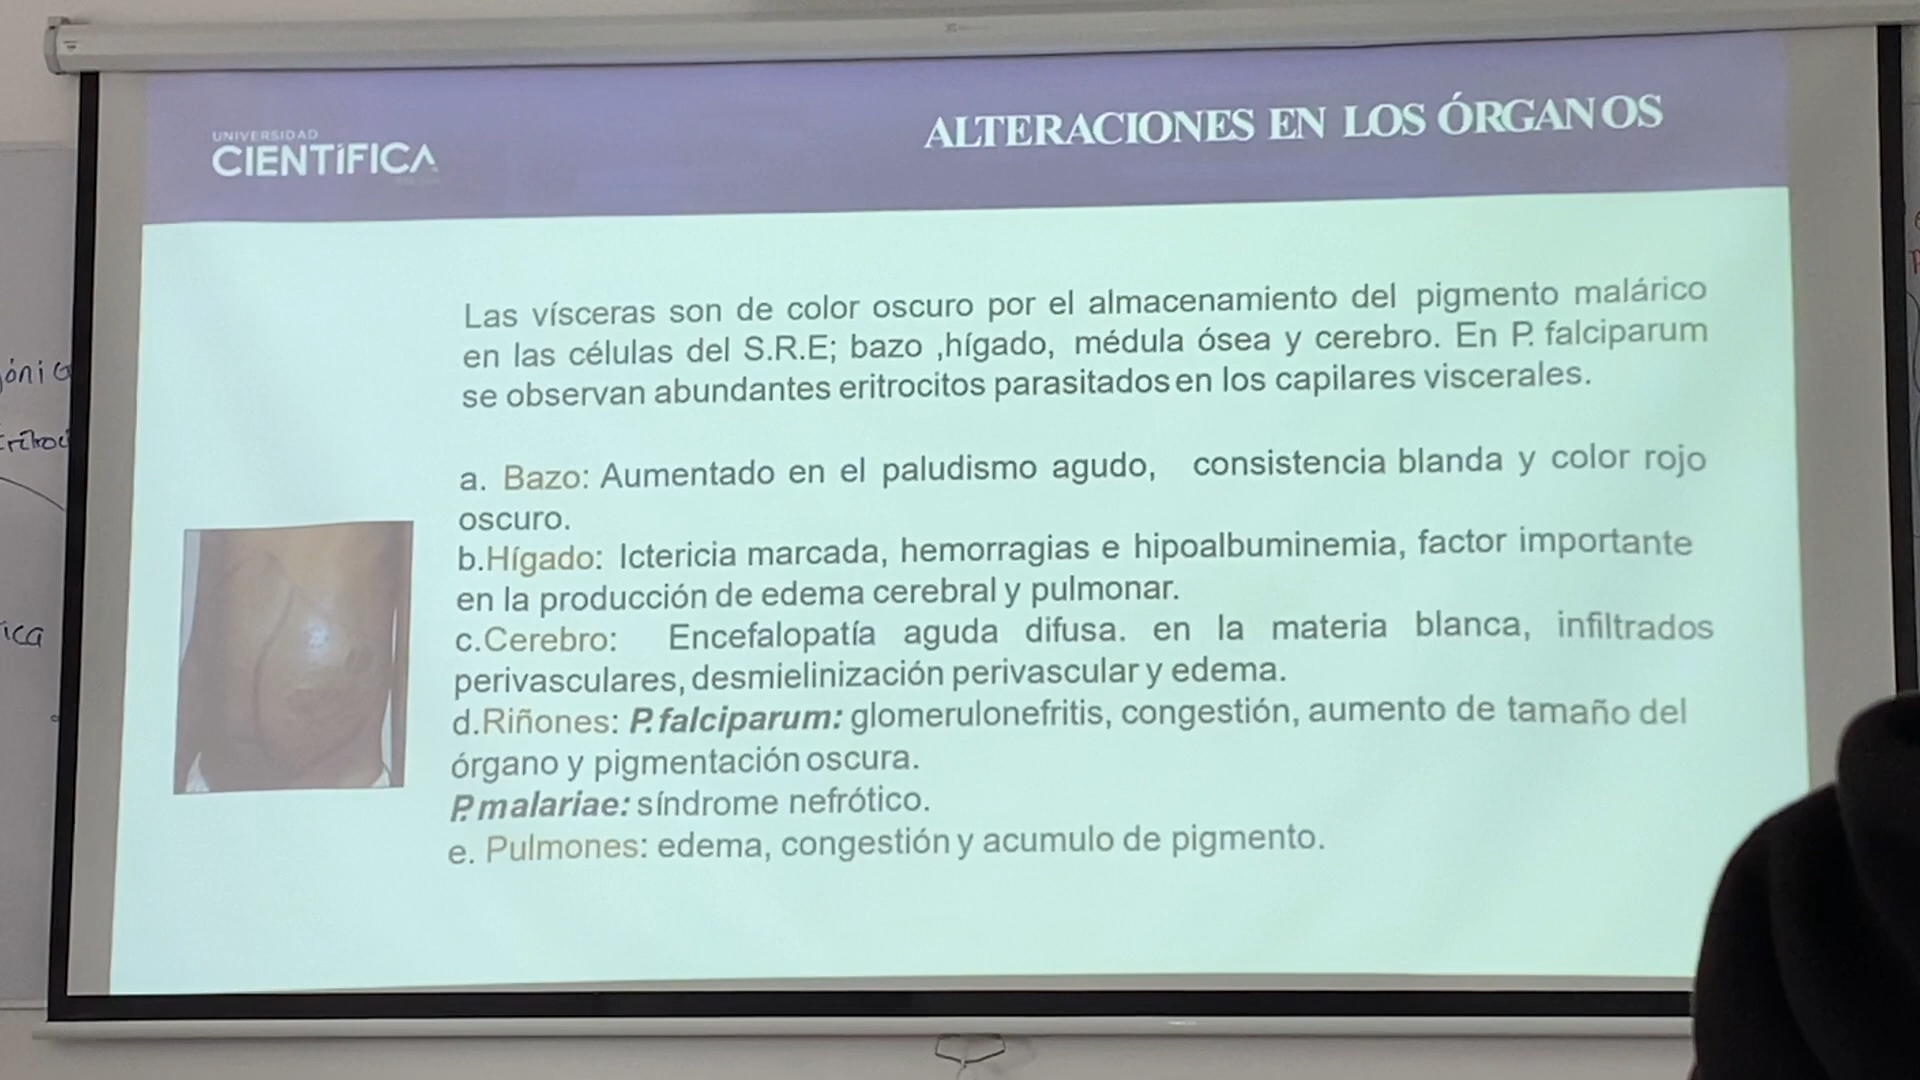 UNIVERSIDAD
CIENTÍFICA
ALTERACIONES EN LOS ÓRGANOS
Las vísceras son de color oscuro por el almacenamiento del pigmento malárico
en las células del S.R.E; bazo ,hígado, médula ósea y cerebro. En P. falciparum
se observan abundantes eritrocitos parasitados en los capilares viscerales.
a. Bazo: Aumentado en el paludismo agudo, consistencia blanda y color rojo
oscuro.
b.Hígado: Ictericia marcada, hemorragias e hipoalbuminemia, factor importante
en la producción de edema cerebral y pulmonar.
c.Cerebro: Encefalopatía aguda difusa. en la materia blanca, infiltrados
perivasculares, desmielinización perivascular y edema.
d.Riñones: P. falciparum: glomerulonefritis, congestión, aumento de tamaño del
órgano y pigmentación oscura.
P. malariae: síndrome nefrótico.
e. Pulmones: edema, congestión y acumulo de pigmento.